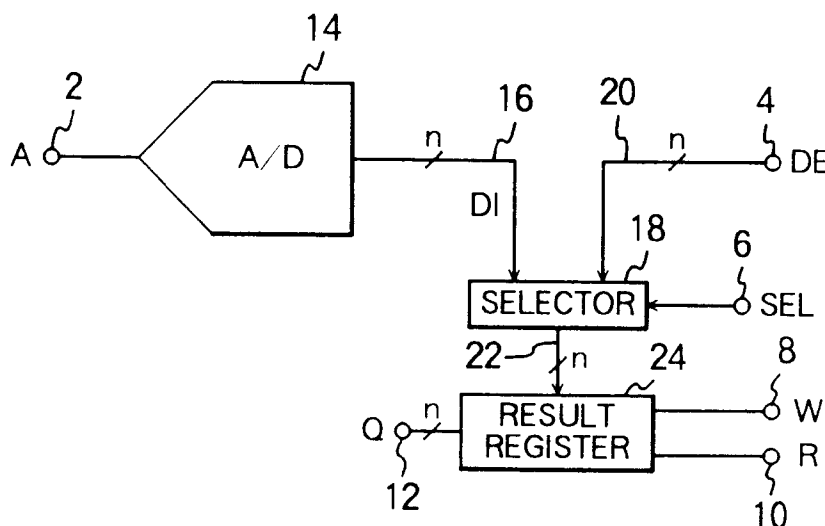 14
2
A
A/D
n
16
DI
20
n
4
DE
18
6
SELECTOR
SEL
22
n
24
8
Q
n
RESULT
REGISTER
W
R
12
10